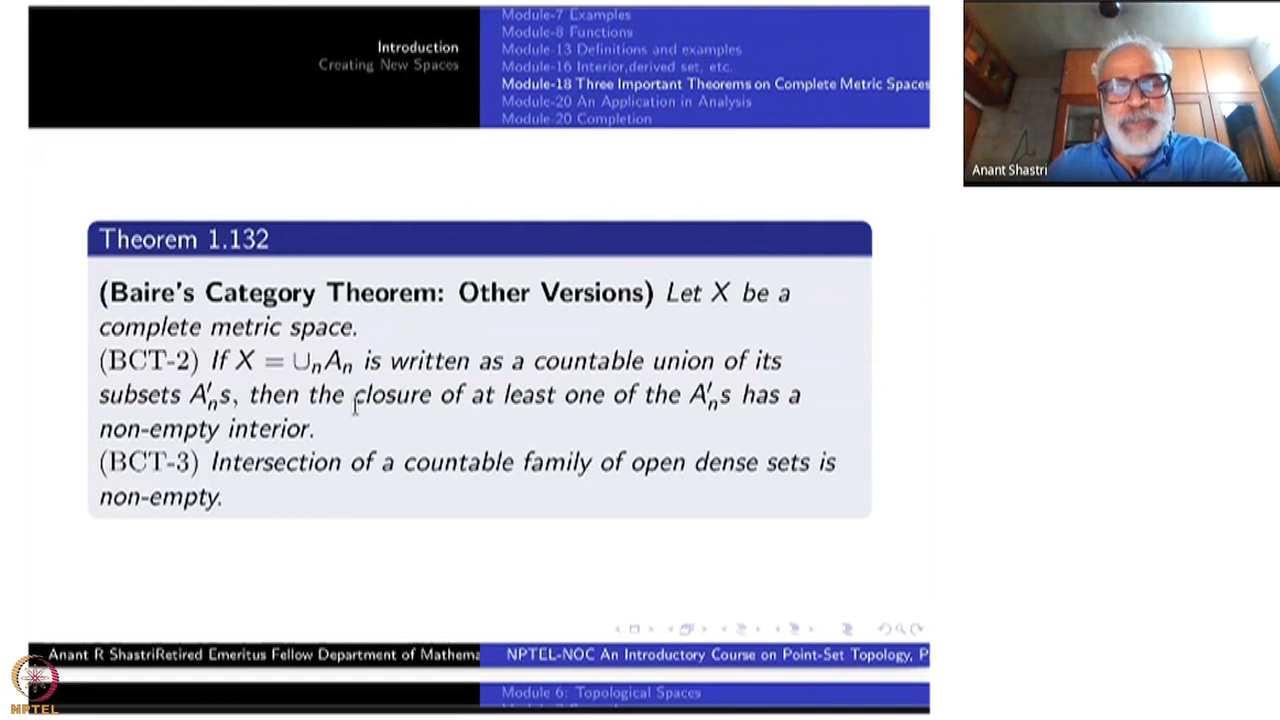 Introduction
Creating New Spaces
Module-7 Examples
Module-8 Functions
Module-13 Definitions and examples
Module-16 Interior,derived set, etc.
Module-18 Three Important Theorems on Complete Metric Spaces
Module-20 An Application in Analysis
Module-20 Completion
Anant Shastri
Theorem 1.132
(Baire's Category Theorem: Other Versions) Let X be a
complete metric space.
(BCT-2) If X = ∪ₙAₙ is written as a countable union of its
subsets A′ₙs, then the closure of at least one of the A′ₙs has a
non-empty interior.
(BCT-3) Intersection of a countable family of open dense sets is
non-empty.
Anant R ShastriRetired Emeritus Fellow Department of Mathema
NPTEL-NOC An Introductory Course on Point-Set Topology, P
Module 6: Topological Spaces
NPTEL